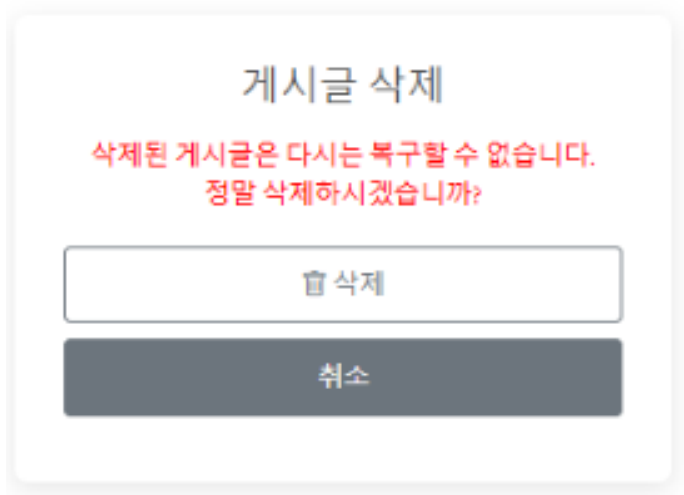 게시글 삭제
삭제된 게시글은 다시는 복구할 수 없습니다.
정말 삭제하시겠습니까?
삭제
취소